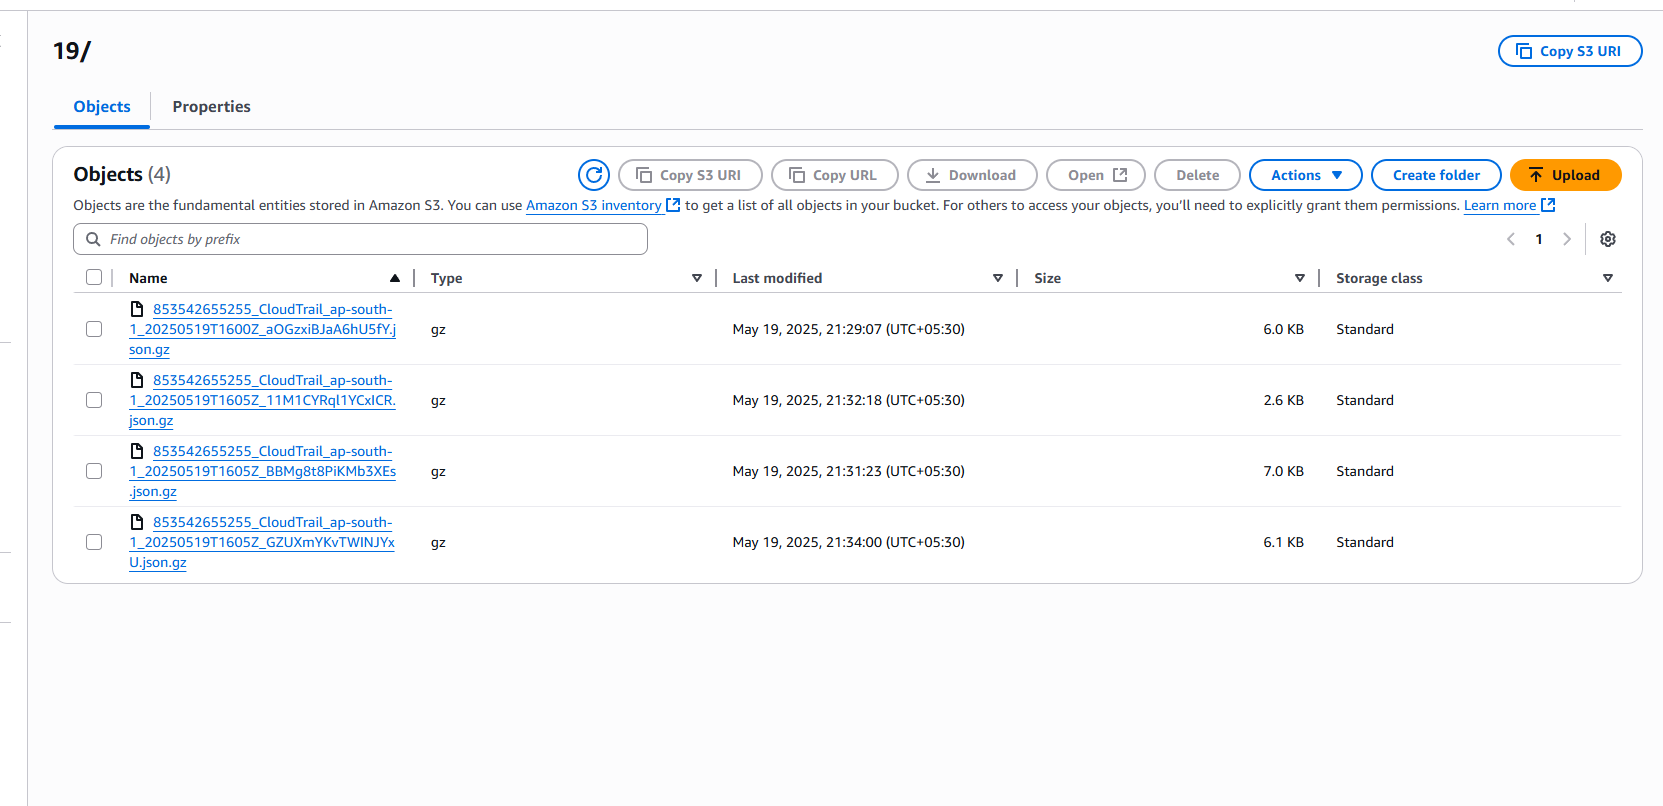 19/
Copy S3 URI
Objects
Properties
Objects (4)
Copy S3 URI
Copy URL
Download
Open
Delete
Actions
Create folder
Upload
Objects are the fundamental entities stored in Amazon S3. You can use Amazon S3 inventory to get a list of all objects in your bucket. For others to access your objects, you’ll need to explicitly grant them permissions. Learn more
Find objects by prefix
1
Name
Type
Last modified
Size
Storage class
853542655255_CloudTrail_ap-south-
1_20250519T1600Z_aOGzxiBJaA6hU5fY.j
son.gz
gz
May 19, 2025, 21:29:07 (UTC+05:30)
6.0 KB
Standard
853542655255_CloudTrail_ap-south-
1_20250519T1605Z_11M1CYRql1YCxICR.
json.gz
gz
May 19, 2025, 21:32:18 (UTC+05:30)
2.6 KB
Standard
853542655255_CloudTrail_ap-south-
1_20250519T1605Z_BBMg8t8PiKMb3XEs
.json.gz
gz
May 19, 2025, 21:31:23 (UTC+05:30)
7.0 KB
Standard
853542655255_CloudTrail_ap-south-
1_20250519T1605Z_GZUXmYKvTWINJYx
U.json.gz
gz
May 19, 2025, 21:34:00 (UTC+05:30)
6.1 KB
Standard